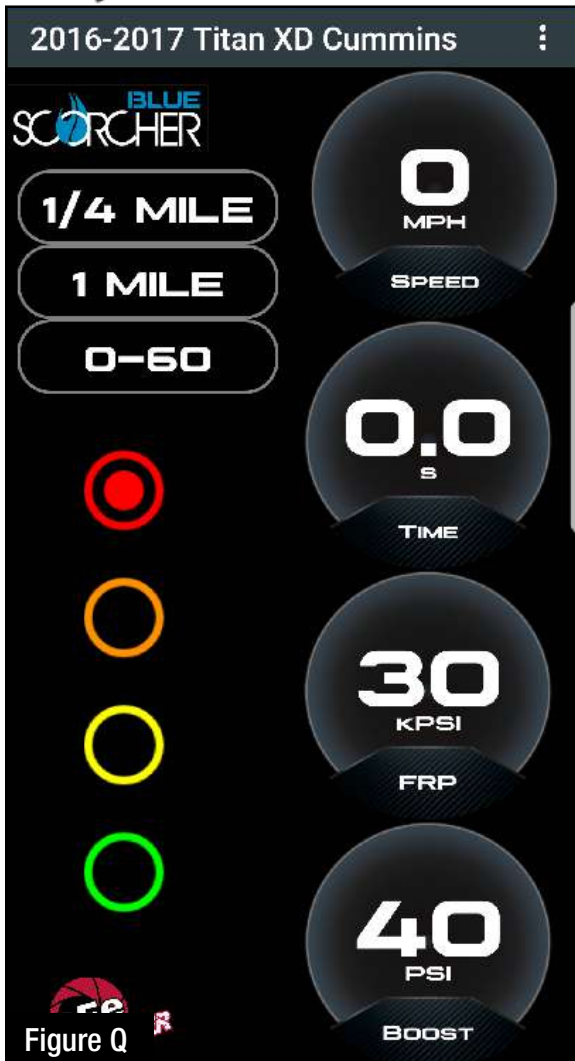 2016-2017 Titan XD Cummins
BLUE
SCORCHER
1/4 MILE
1 MILE
0-60
0
MPH
SPEED
0.0
S
TIME
30
KPSI
FRP
40
PSI
BOOST
Figure Q